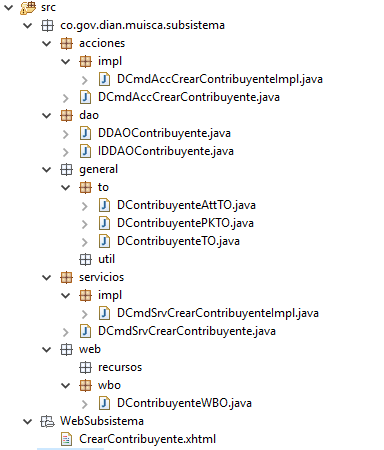 src
co.gov.dian.muisca.subsistema
acciones
impl
DCmdAccCrearContribuyenteImpl.java
DCmdAccCrearContribuyente.java
dao
DDAOContribuyente.java
IDDAOContribuyente.java
general
to
DContribuyenteAttTO.java
DContribuyentePKTO.java
DContribuyenteTO.java
util
servicios
impl
DCmdSrvCrearContribuyenteImpl.java
DCmdSrvCrearContribuyente.java
web
recursos
wbo
DContribuyenteWBO.java
WebSubsistema
CrearContribuyente.xhtml